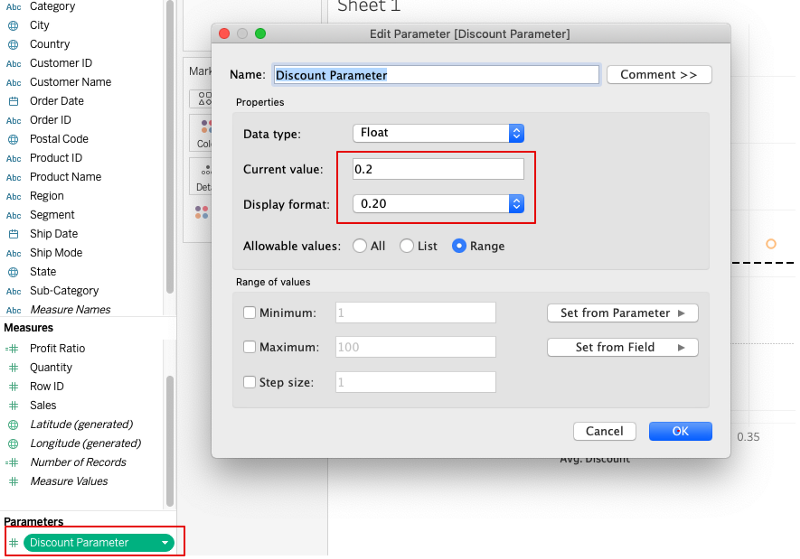 Abc Category
City
Country
Abc Customer ID
Abc Customer Name
Order Date
Abc Order ID
Postal Code
Abc Product ID
Abc Product Name
Abc Region
Abc Segment
Ship Date
Abc Ship Mode
State
Abc Sub-Category
Abc Measure Names
Measures
=# Profit Ratio
# Quantity
# Row ID
# Sales
Latitude (generated)
Longitude (generated)
=# Number of Records
# Measure Values
Parameters
# Discount Parameter
Sheet 1
Edit Parameter [Discount Parameter]
Name: Discount Parameter Comment >>
Properties
Data type: Float
Current value: 0.2
Display format: 0.20
Allowable values: All List Range
Range of values
Minimum: 1 Set from Parameter
Maximum: 100 Set from Field
Step size: 1
Cancel OK
0.35
Avg. Discount